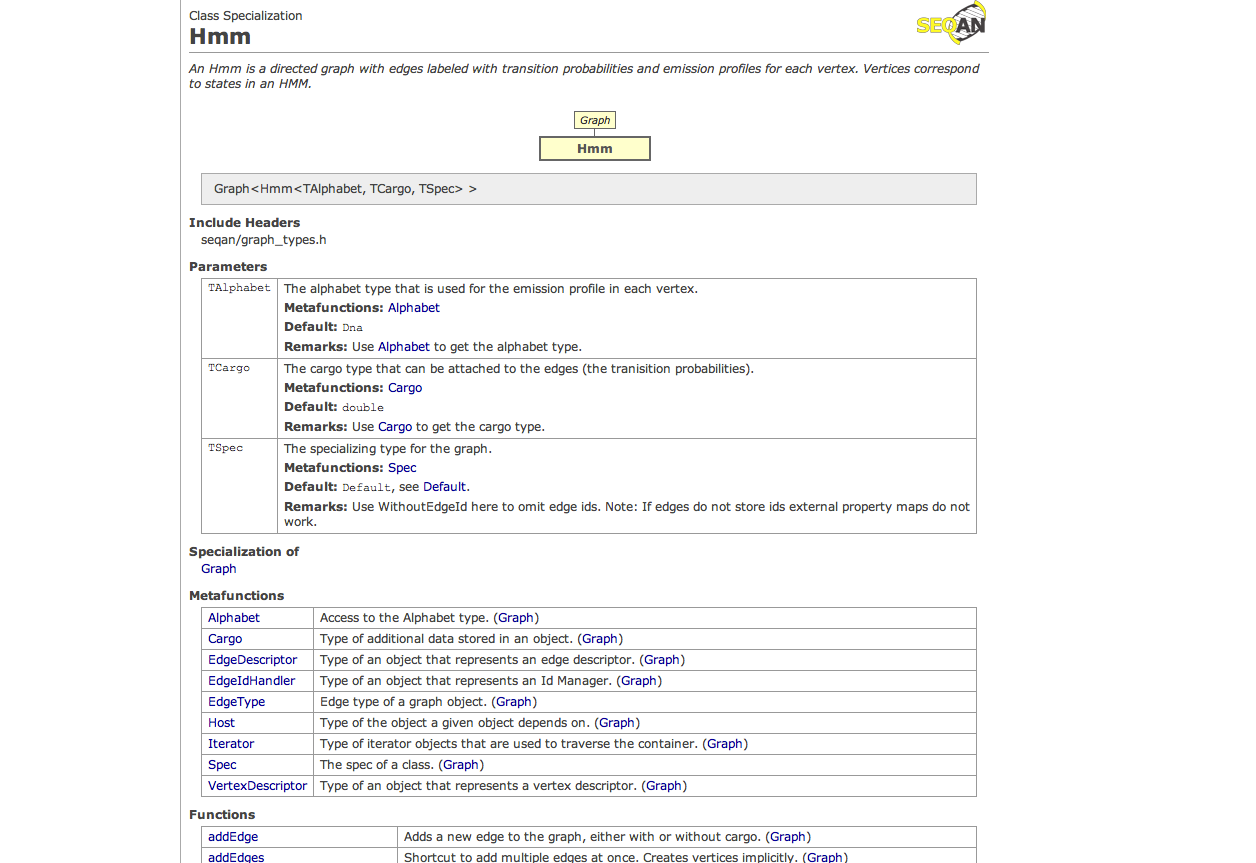 Class Specialization
Hmm
SEQAN
An Hmm is a directed graph with edges labeled with transition probabilities and emission profiles for each vertex. Vertices correspond
to states in an HMM.
Graph
Hmm
Graph<Hmm<TAlphabet, TCargo, TSpec> >
Include Headers
seqan/graph_types.h
Parameters
TAlphabet The alphabet type that is used for the emission profile in each vertex.
Metafunctions: Alphabet
Default: Dna
Remarks: Use Alphabet to get the alphabet type.
TCargo The cargo type that can be attached to the edges (the tranisition probabilities).
Metafunctions: Cargo
Default: double
Remarks: Use Cargo to get the cargo type.
TSpec The specializing type for the graph.
Metafunctions: Spec
Default: Default, see Default.
Remarks: Use WithoutEdgeId here to omit edge ids. Note: If edges do not store ids external property maps do not
work.
Specialization of
Graph
Metafunctions
Alphabet Access to the Alphabet type. (Graph)
Cargo Type of additional data stored in an object. (Graph)
EdgeDescriptor Type of an object that represents an edge descriptor. (Graph)
EdgeIdHandler Type of an object that represents an Id Manager. (Graph)
EdgeType Edge type of a graph object. (Graph)
Host Type of the object a given object depends on. (Graph)
Iterator Type of iterator objects that are used to traverse the container. (Graph)
Spec The spec of a class. (Graph)
VertexDescriptor Type of an object that represents a vertex descriptor. (Graph)
Functions
addEdge Adds a new edge to the graph, either with or without cargo. (Graph)
addEdges Shortcut to add multiple edges at once. Creates vertices implicitly. (Graph)